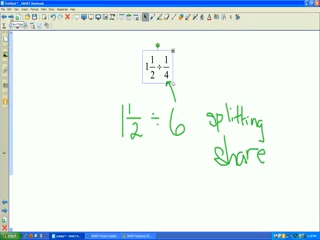 1 1/2 ÷ 1/4
1 1/2 ÷ 6 splitting
share